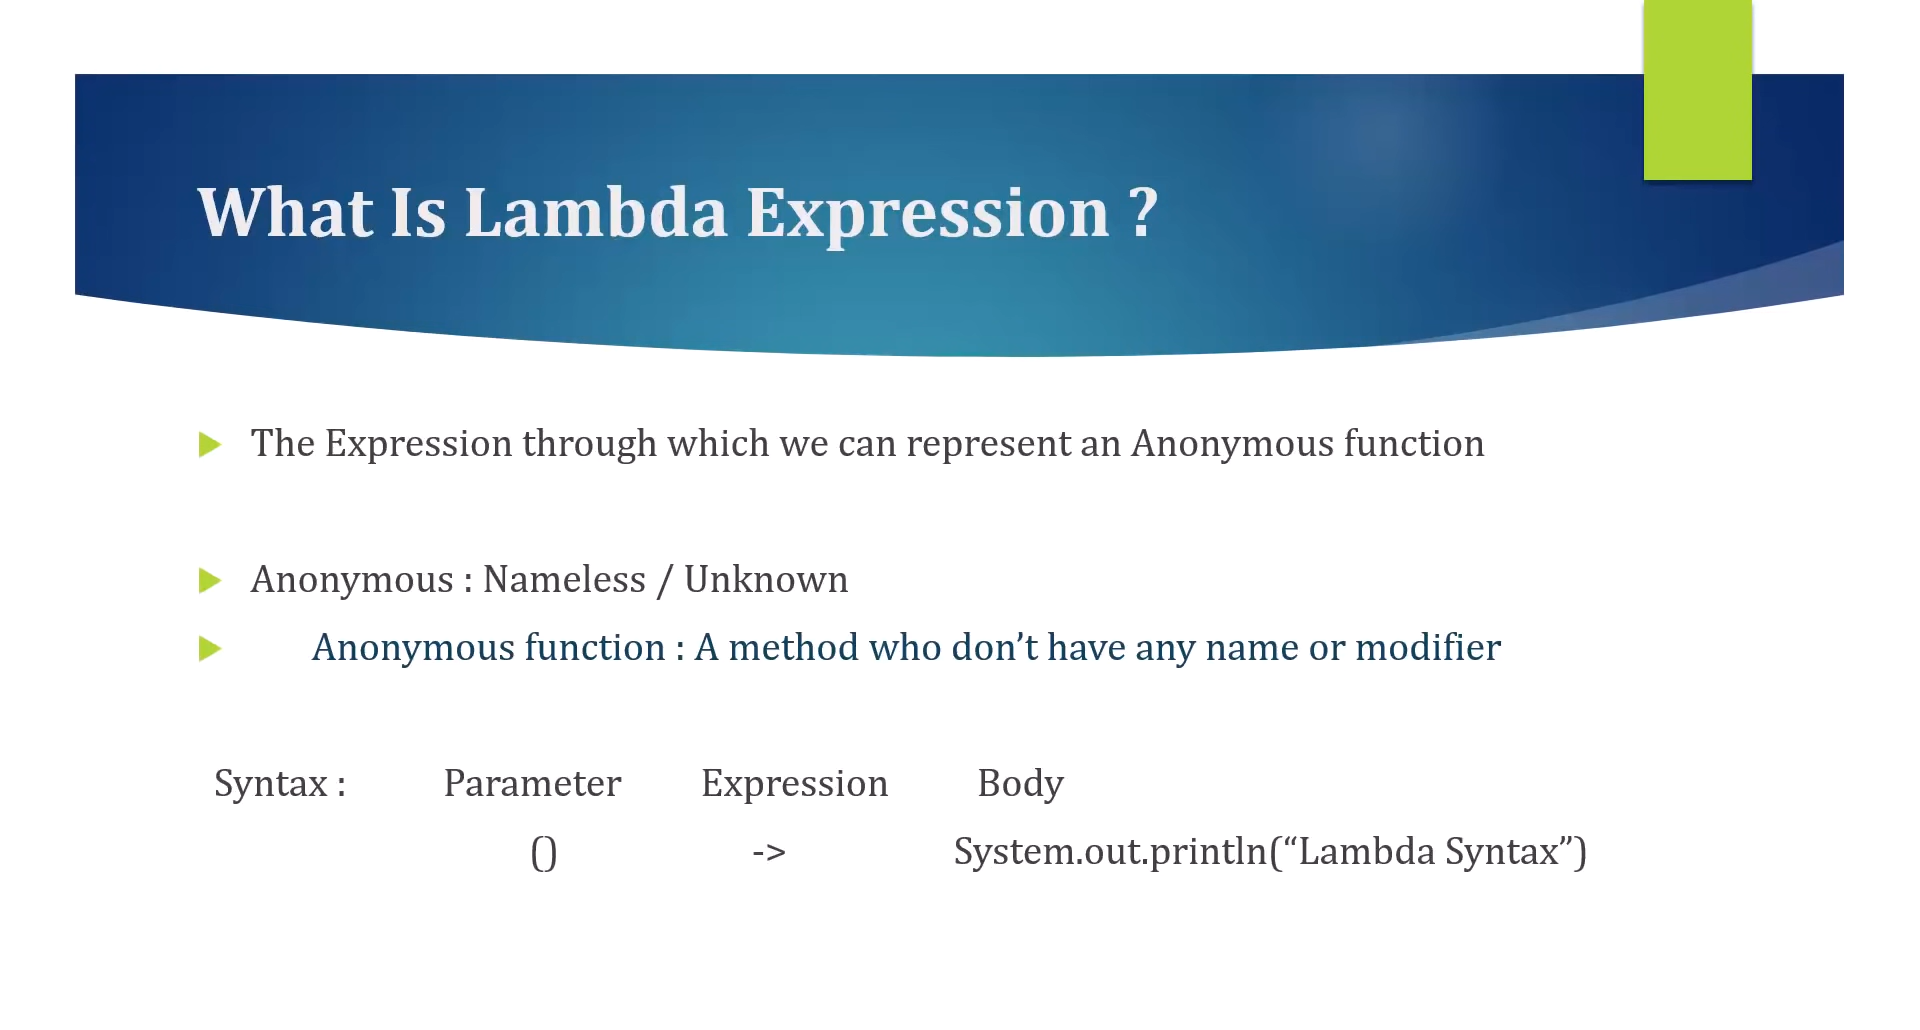 What Is Lambda Expression ?
The Expression through which we can represent an Anonymous function
Anonymous : Nameless / Unknown
Anonymous function : A method who don’t have any name or modifier
Syntax : Parameter Expression Body
() -> System.out.println(“Lambda Syntax”)